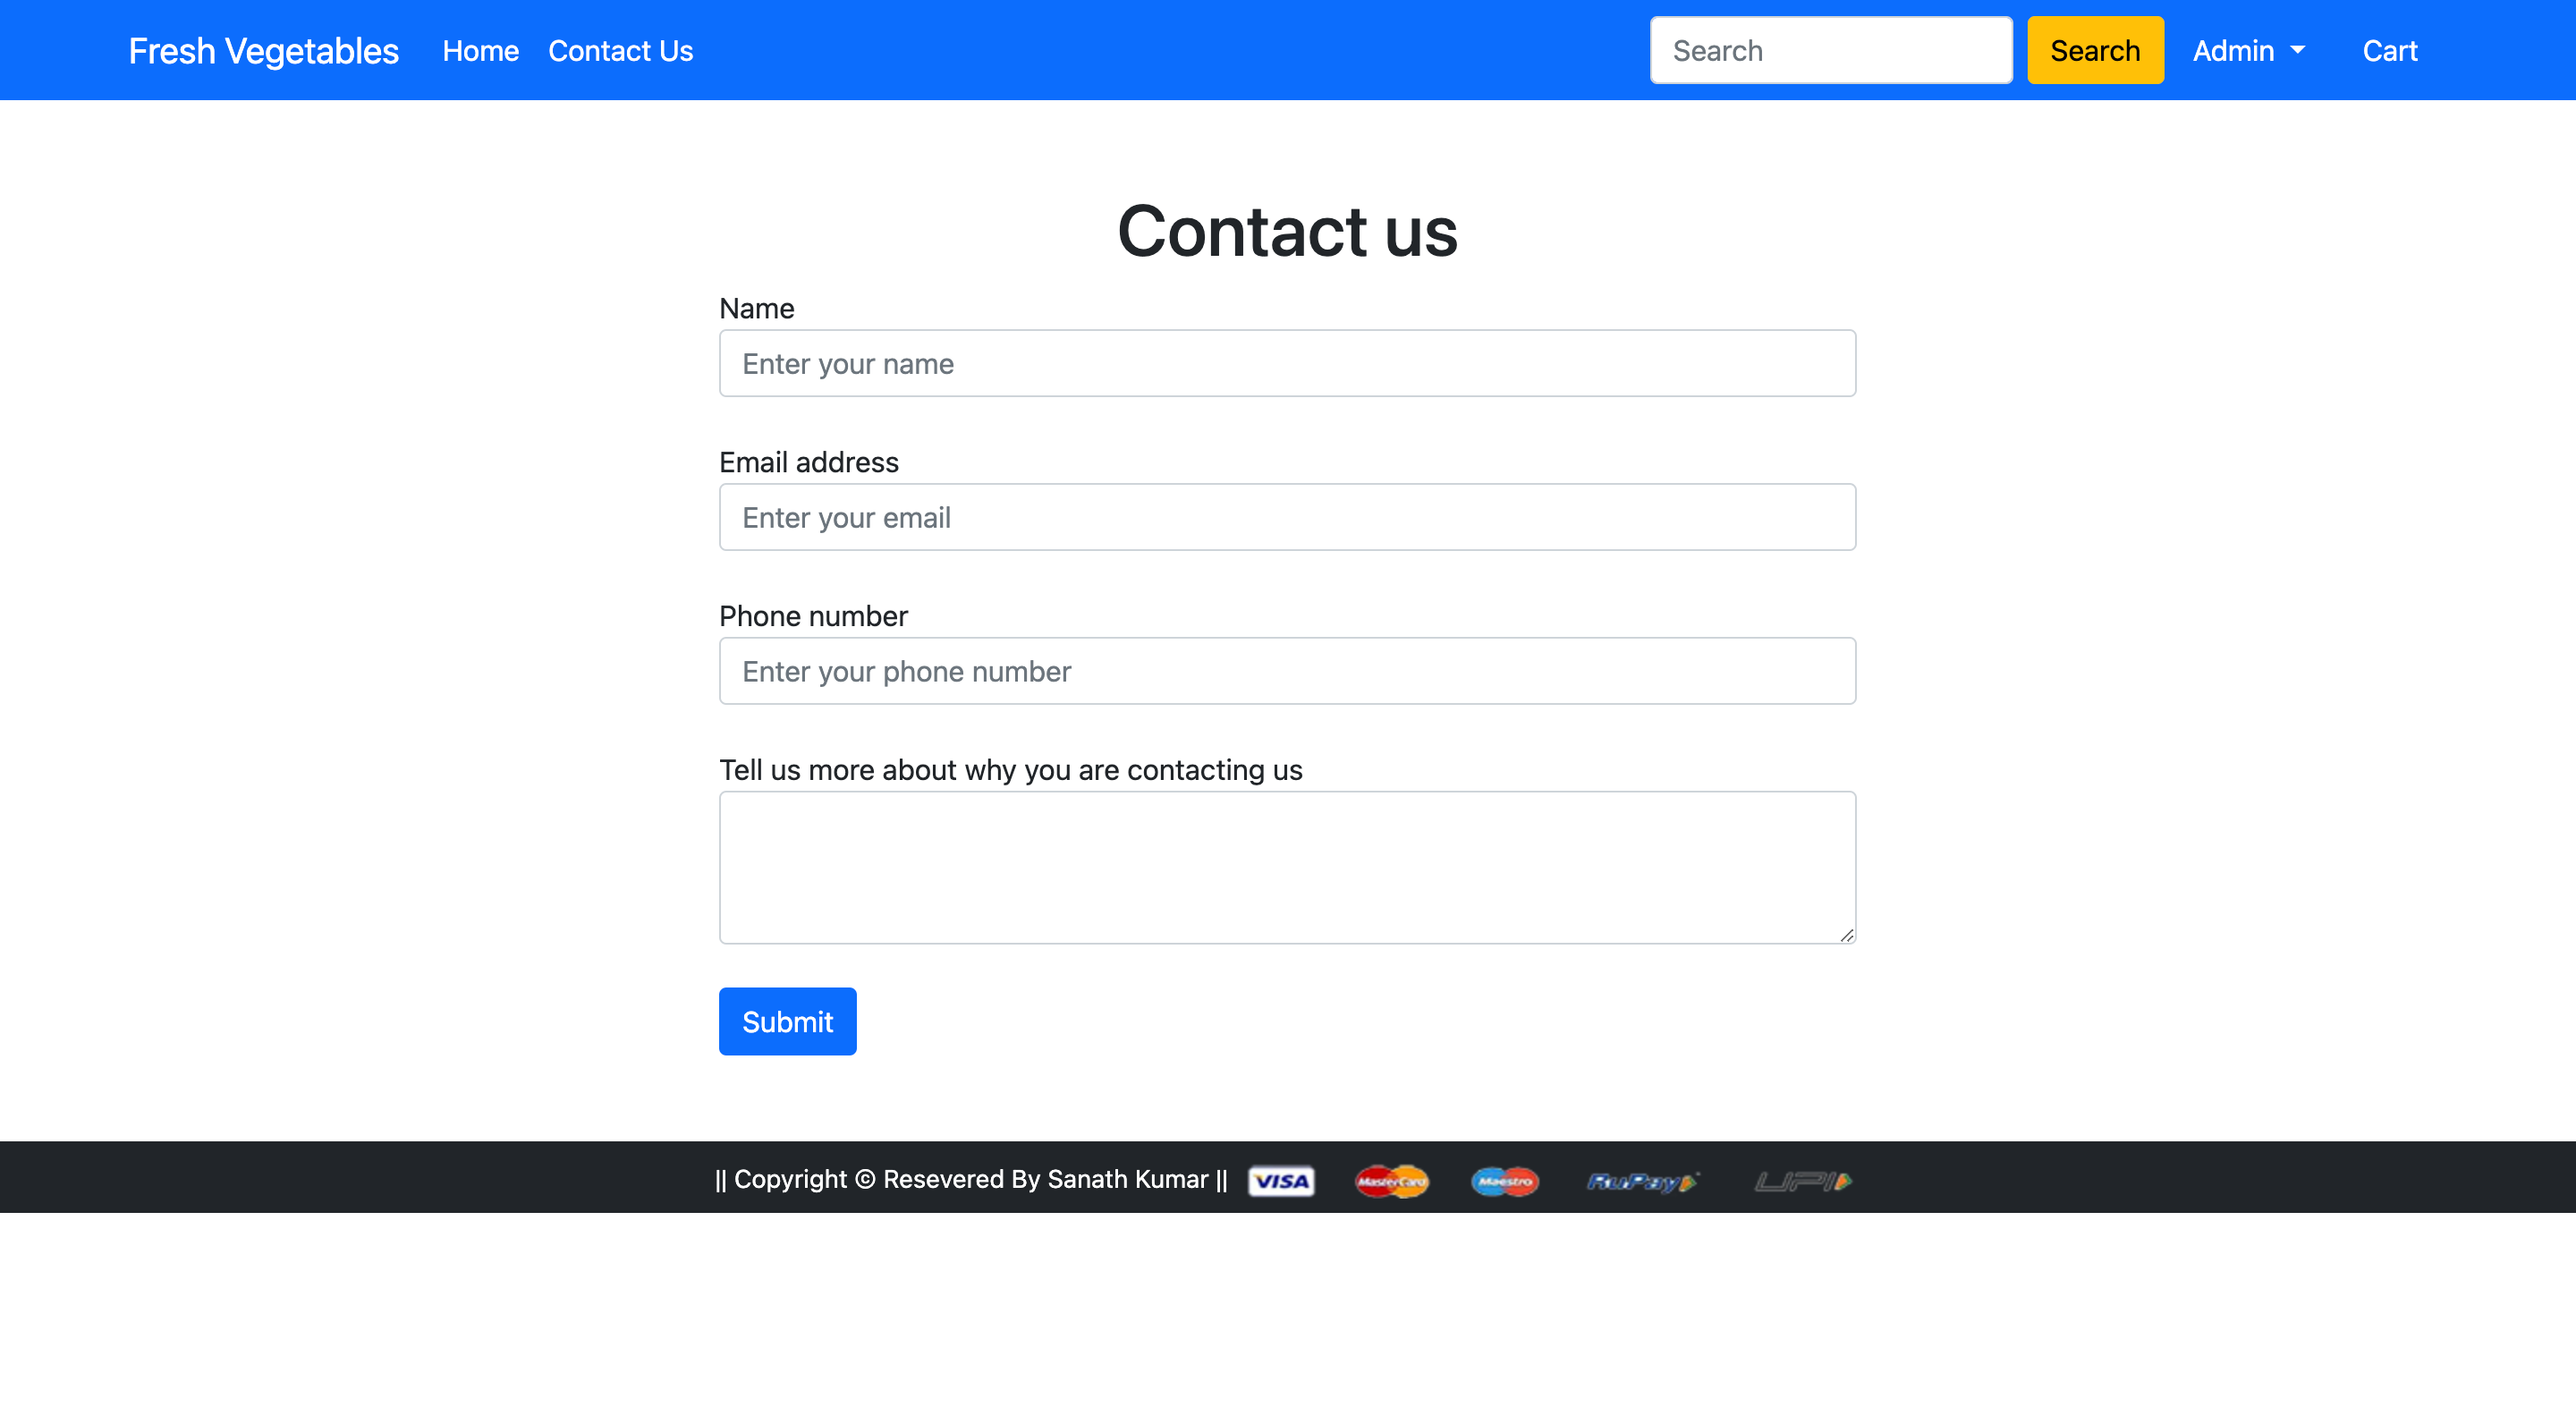 Fresh Vegetables Home Contact Us Search Search Admin Cart
Contact us
Name
Enter your name
Email address
Enter your email
Phone number
Enter your phone number
Tell us more about why you are contacting us
Submit
|| Copyright © Resevered By Sanath Kumar || VISA MasterCard Maestro RuPay UPI